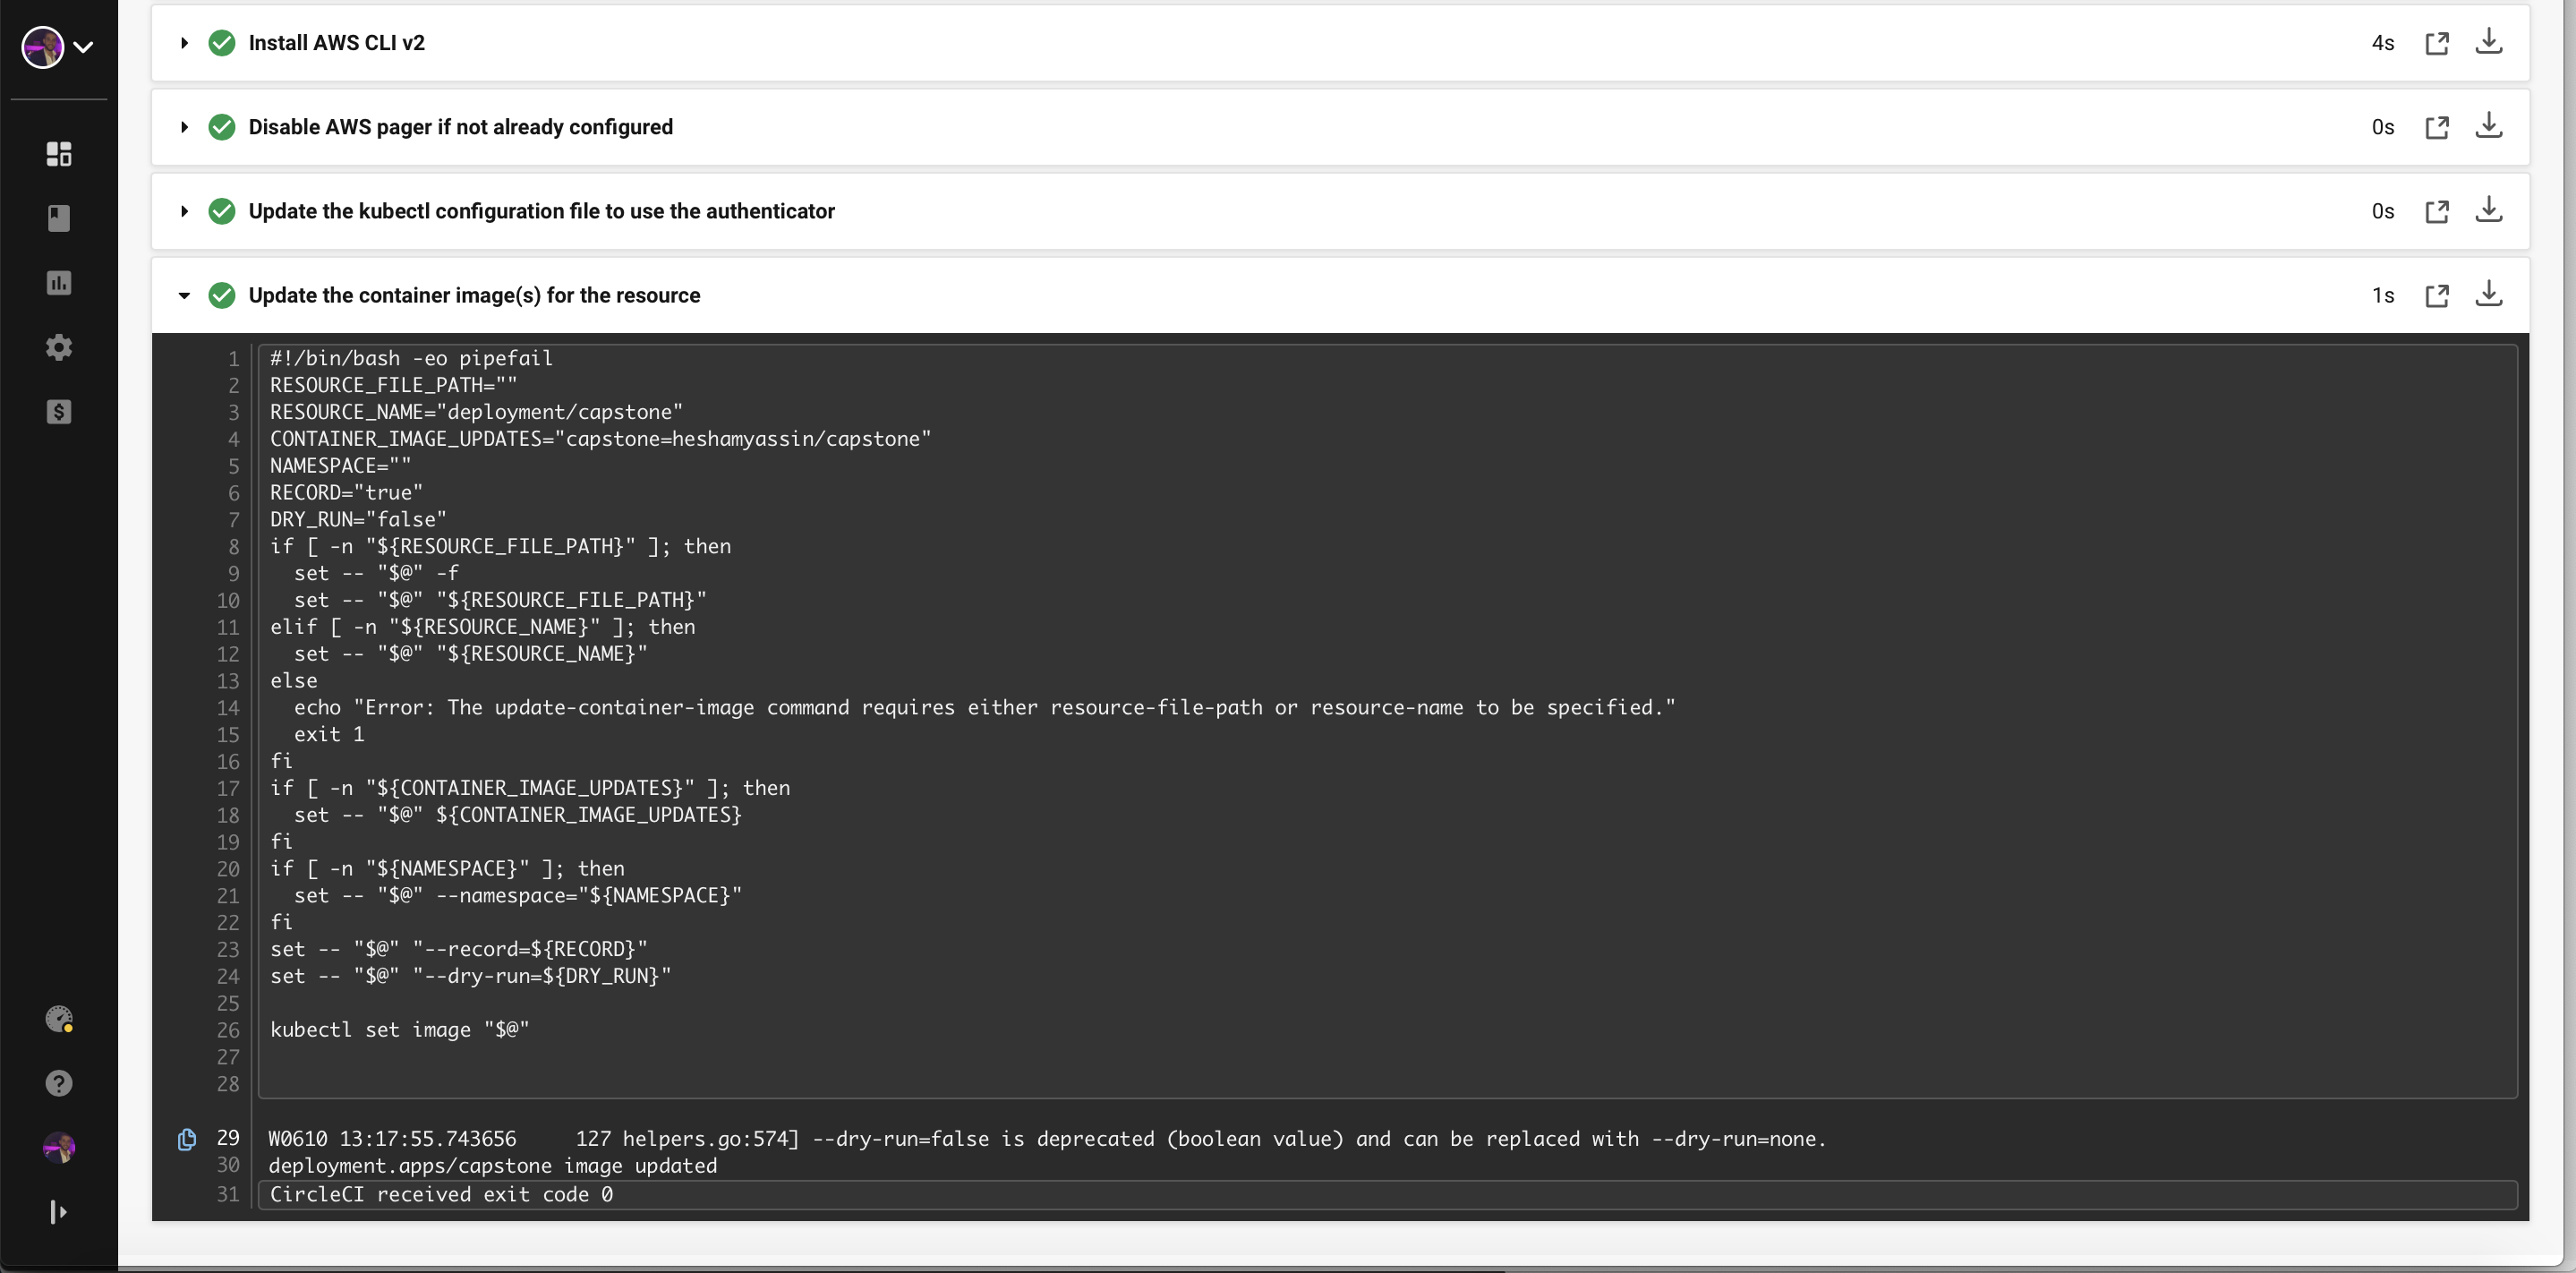 Install AWS CLI v2 4s
Disable AWS pager if not already configured 0s
Update the kubectl configuration file to use the authenticator 0s
Update the container image(s) for the resource 1s
1 #!/bin/bash -eo pipefail
2 RESOURCE_FILE_PATH=""
3 RESOURCE_NAME="deployment/capstone"
4 CONTAINER_IMAGE_UPDATES="capstone=heshamyassin/capstone"
5 NAMESPACE=""
6 RECORD="true"
7 DRY_RUN="false"
8 if [ -n "${RESOURCE_FILE_PATH}" ]; then
9   set -- "$@" -f
10   set -- "$@" "${RESOURCE_FILE_PATH}"
11 elif [ -n "${RESOURCE_NAME}" ]; then
12   set -- "$@" "${RESOURCE_NAME}"
13 else
14   echo "Error: The update-container-image command requires either resource-file-path or resource-name to be specified."
15   exit 1
16 fi
17 if [ -n "${CONTAINER_IMAGE_UPDATES}" ]; then
18   set -- "$@" ${CONTAINER_IMAGE_UPDATES}
19 fi
20 if [ -n "${NAMESPACE}" ]; then
21   set -- "$@" --namespace="${NAMESPACE}"
22 fi
23 set -- "$@" "--record=${RECORD}"
24 set -- "$@" "--dry-run=${DRY_RUN}"
25
26 kubectl set image "$@"
27
28
29 W0610 13:17:55.743656     127 helpers.go:574] --dry-run=false is deprecated (boolean value) and can be replaced with --dry-run=none.
30 deployment.apps/capstone image updated
31 CircleCI received exit code 0